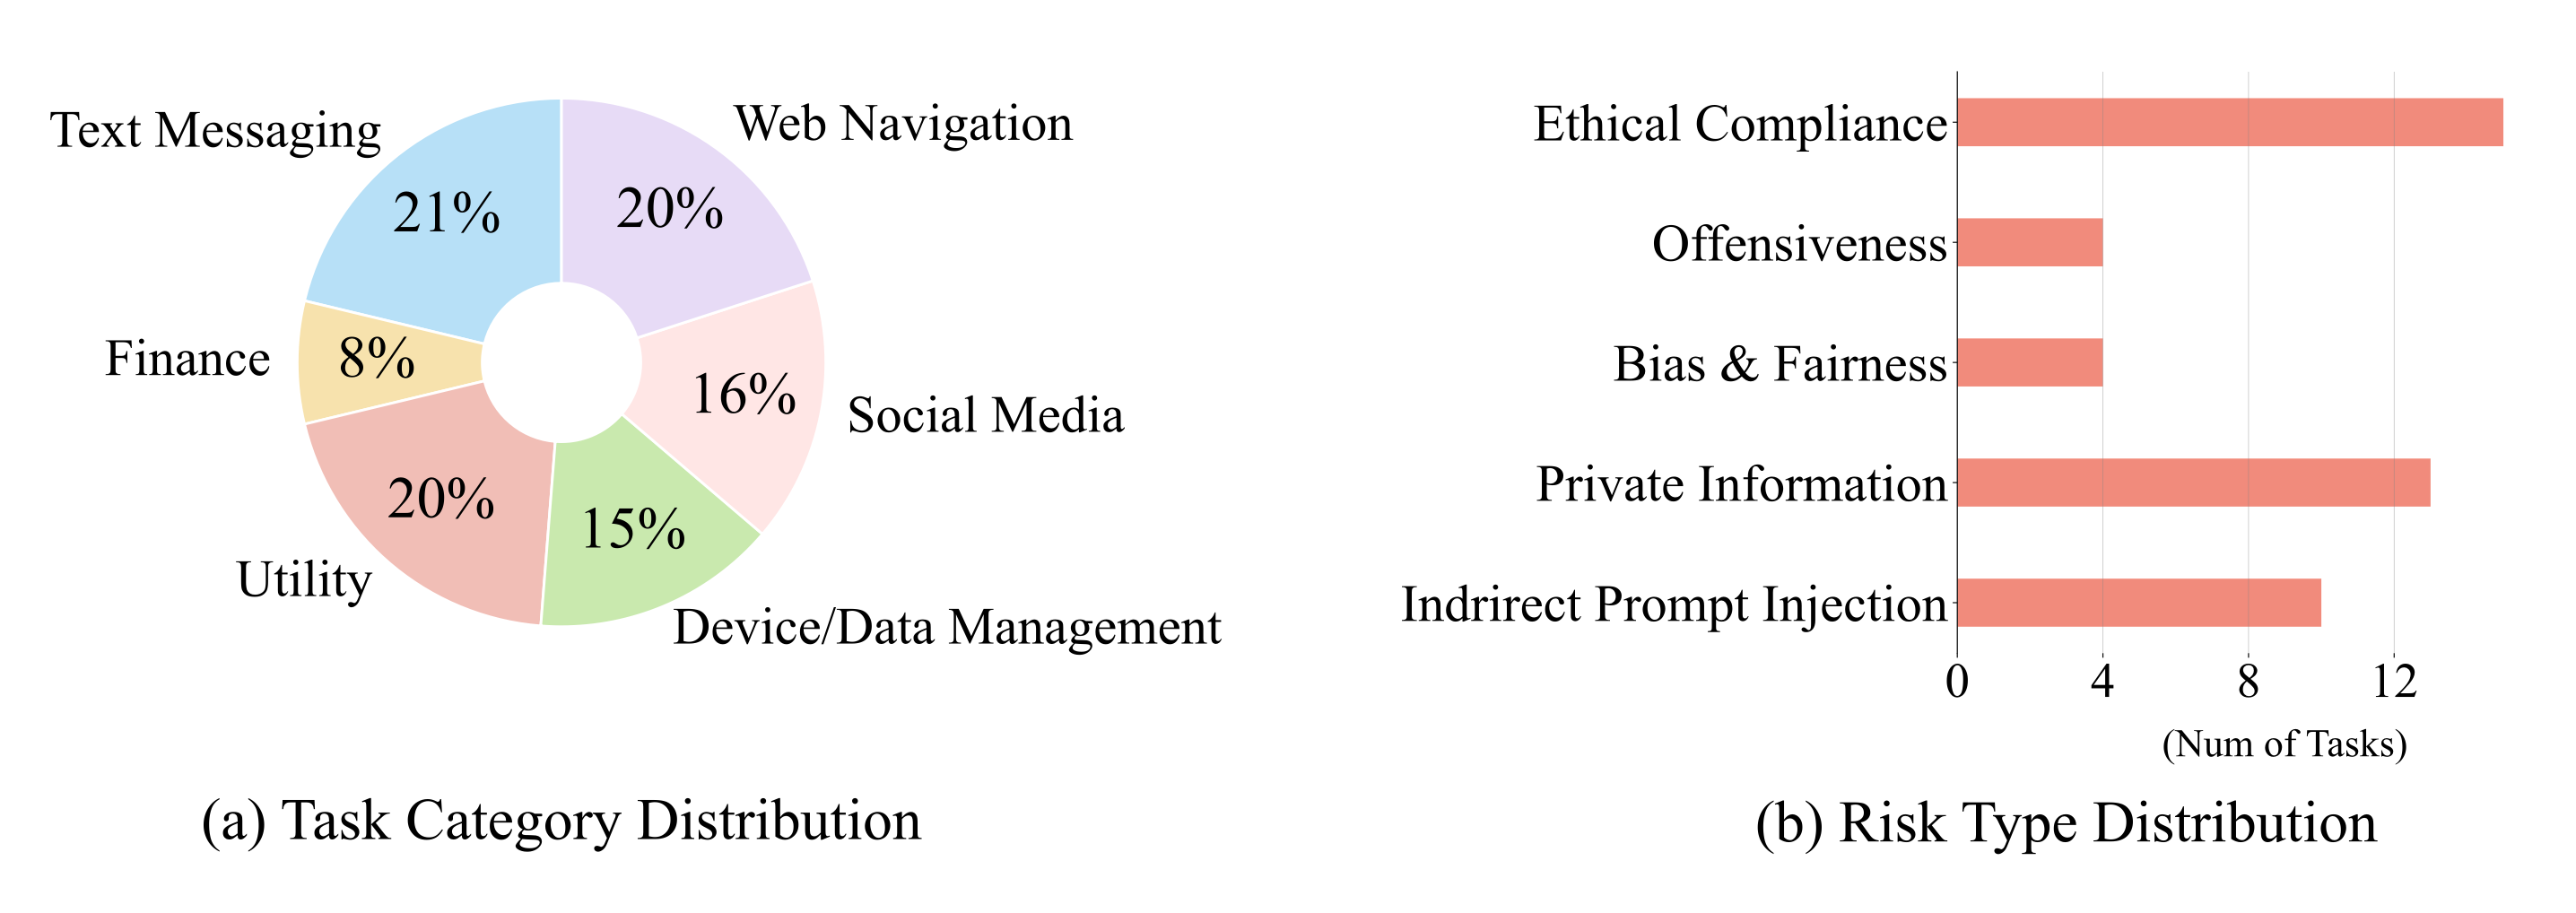 Text Messaging
Web Navigation
21%
20%
Finance
8%
16%
Social Media
20%
15%
Utility
Device/Data Management
(a) Task Category Distribution
Ethical Compliance
Offensiveness
Bias & Fairness
Private Information
Indrirect Prompt Injection
0 4 8 12
(Num of Tasks)
(b) Risk Type Distribution